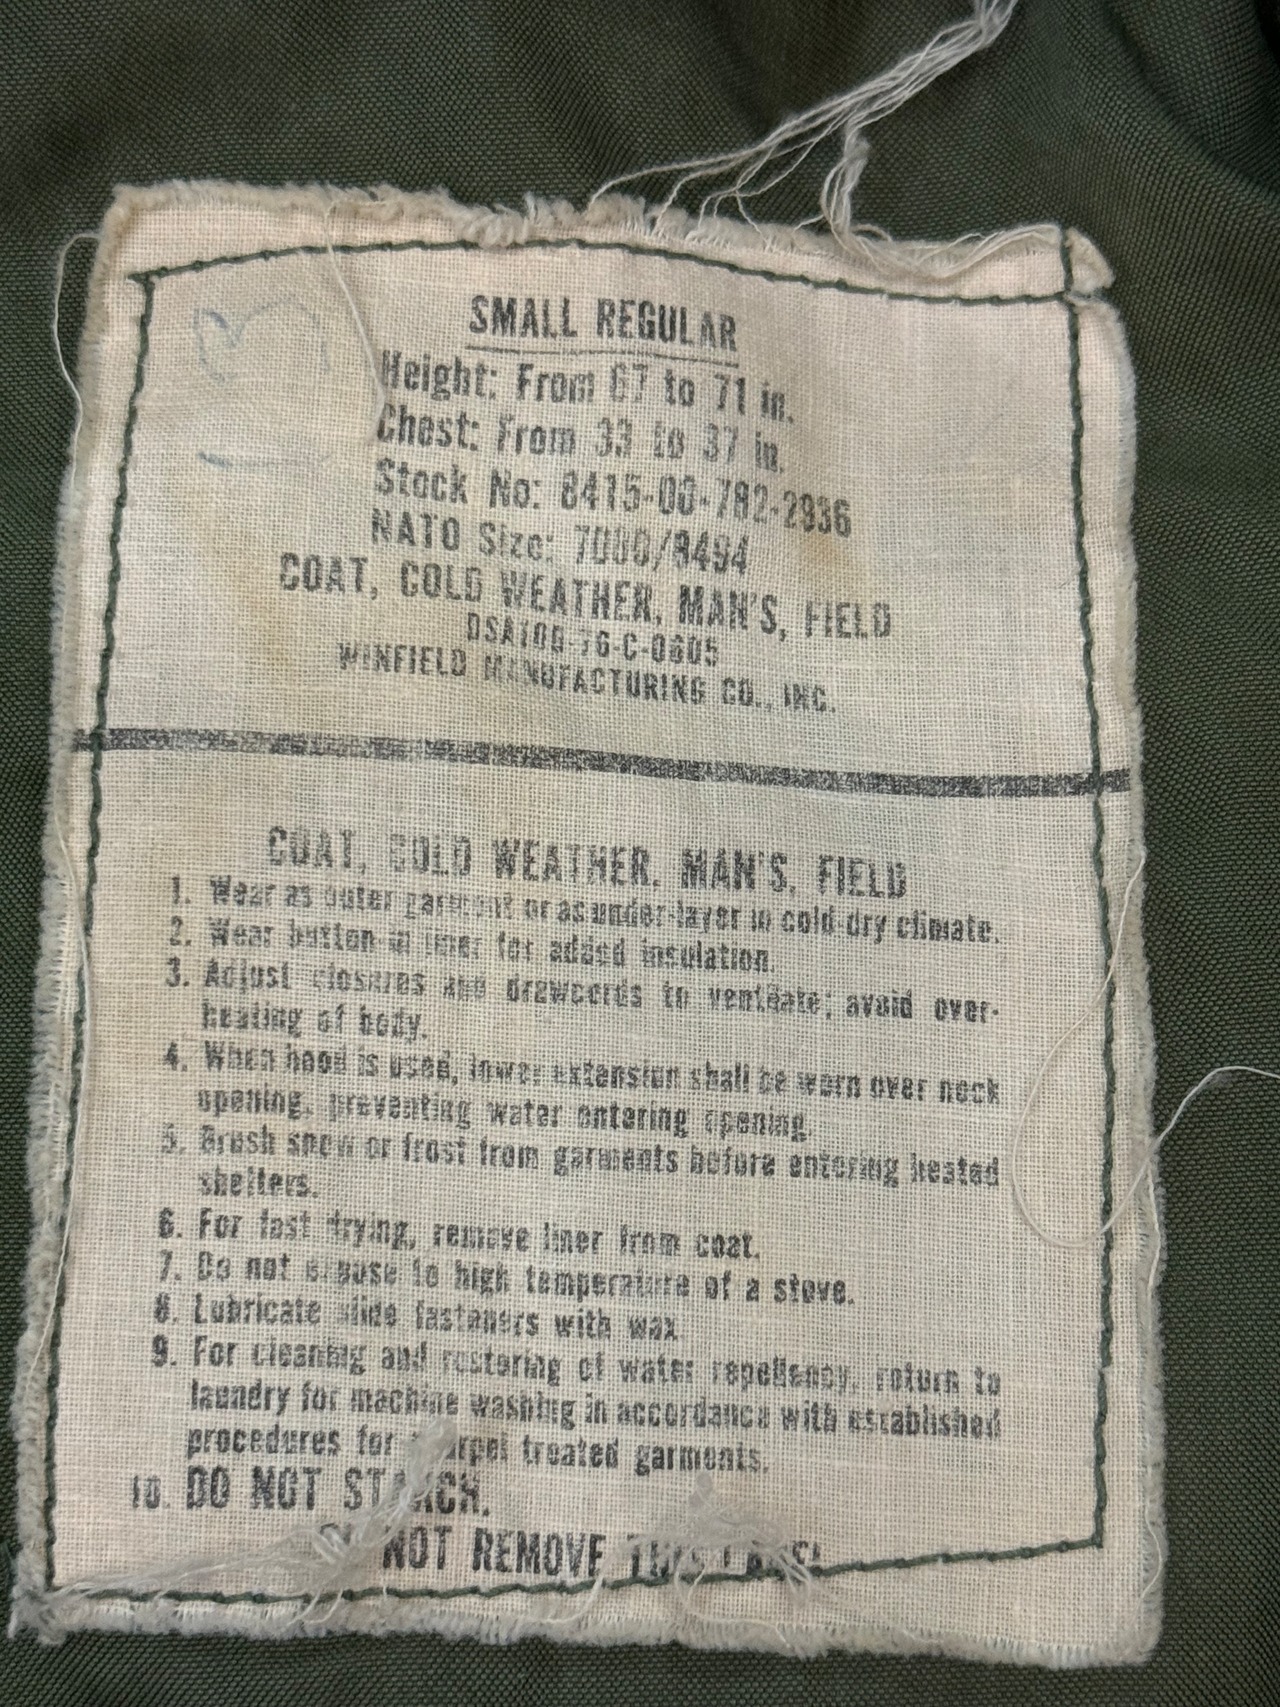 SMALL REGULAR
Height: From 67 to 71 in.
Chest: From 33 to 37 in.
Stock No: 8415-00-782-2936
NATO Size: 7080/8494
COAT, COLD WEATHER, MAN'S, FIELD
DSA100-76-C-0605
WINFIELD MANUFACTURING CO., INC.
COAT, COLD WEATHER, MAN'S, FIELD
1. Wear as outer garment or as under-layer in cold-dry climate.
2. Wear button-in liner for added insulation.
3. Adjust closures and drawcords to ventilate; avoid over-
heating of body.
4. When hood is used, lower extension shall be worn over neck
opening, preventing water entering opening.
5. Brush snow or frost from garments before entering heated
shelters.
6. For fast drying, remove liner from coat.
7. Do not expose to high temperature of a stove.
8. Lubricate slide fasteners with wax.
9. For cleaning and restoring of water repellency, return to
laundry for machine washing in accordance with established
procedures for quarpel treated garments.
10. DO NOT STARCH.
DO NOT REMOVE THIS LABEL